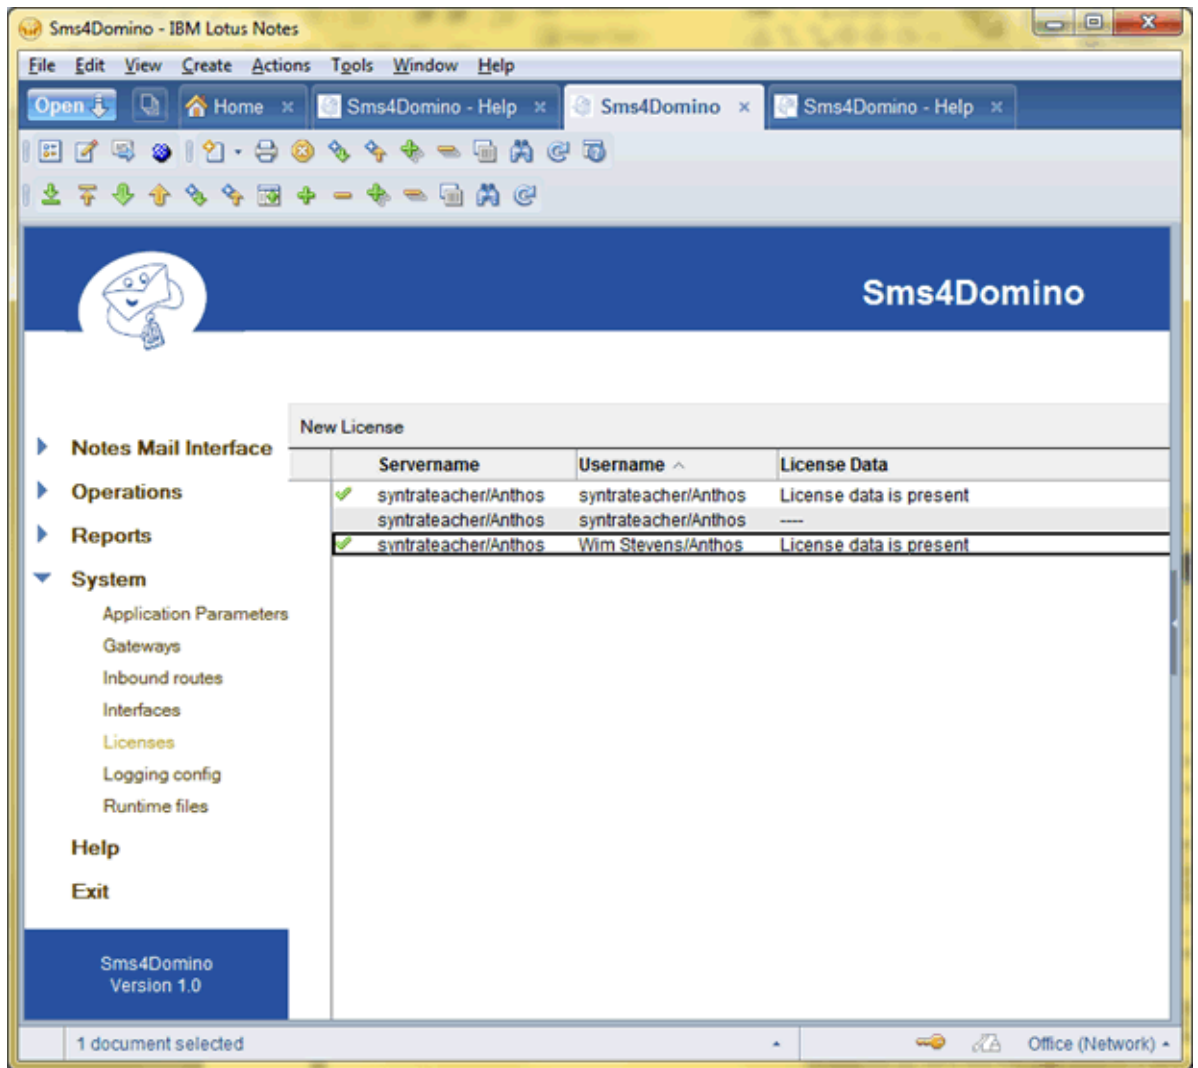 Sms4Domino - IBM Lotus Notes
File Edit View Create Actions Tools Window Help
Open Home Sms4Domino - Help Sms4Domino Sms4Domino - Help
Sms4Domino
New License
Servername Username License Data
syntrateacher/Anthos syntrateacher/Anthos License data is present
syntrateacher/Anthos syntrateacher/Anthos ----
syntrateacher/Anthos Wim Stevens/Anthos License data is present
Notes Mail Interface
Operations
Reports
System
Application Parameters
Gateways
Inbound routes
Interfaces
Licenses
Logging config
Runtime files
Help
Exit
Sms4Domino
Version 1.0
1 document selected
Office (Network)